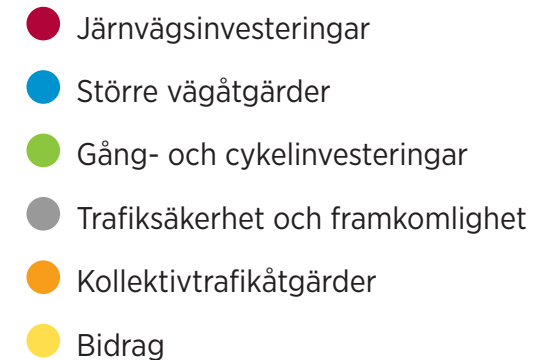 Järnvägsinvesteringar
Större vägåtgärder
Gång- och cykelinvesteringar
Trafiksäkerhet och framkomlighet
Kollektivtrafikåtgärder
Bidrag